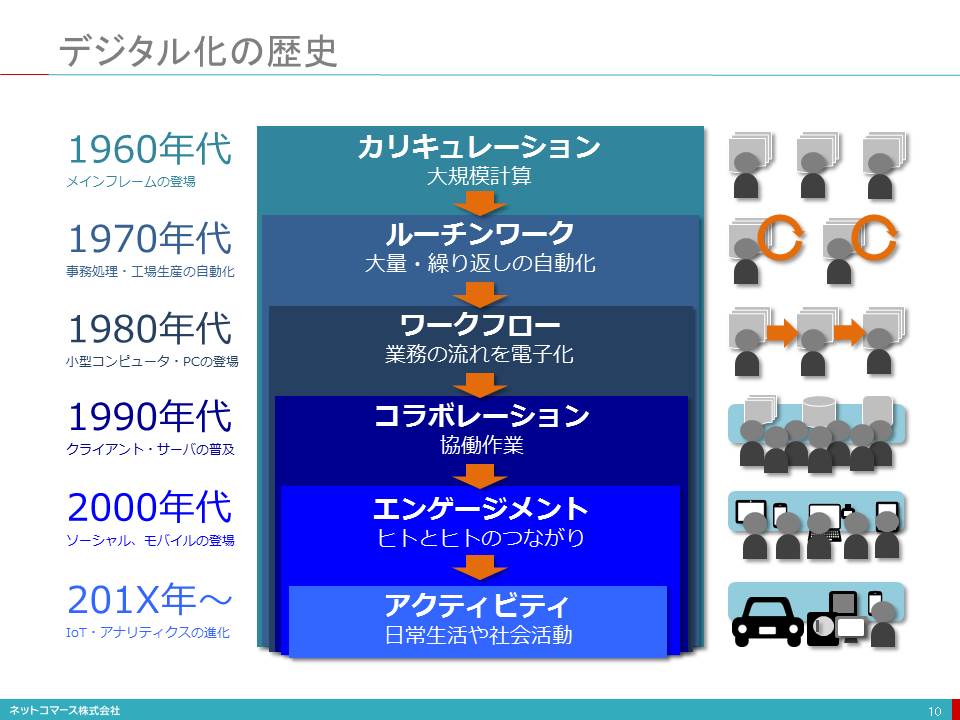 デジタル化の歴史
1960年代
メインフレームの登場
カリキュレーション
大規模計算
1970年代
事務処理・工場生産の自動化
ルーチンワーク
大量・繰り返しの自動化
1980年代
小型コンピュータ・PCの登場
ワークフロー
業務の流れを電子化
1990年代
クライアント・サーバの普及
コラボレーション
協働作業
2000年代
ソーシャル、モバイルの登場
エンゲージメント
ヒトとヒトのつながり
201X年〜
IoT・アナリティクスの進化
アクティビティ
日常生活や社会活動
ネットコマース株式会社
10